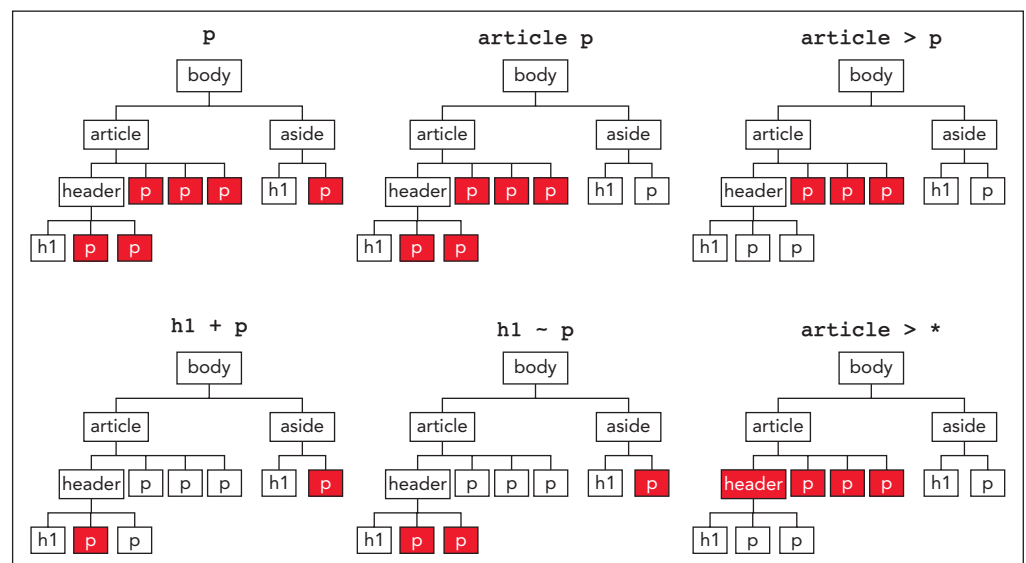 p article p article > p
body body body
article aside article aside article aside
header p p p h1 p header p p p h1 p header p p p h1 p
h1 p p h1 p p h1 p p
h1 + p h1 ~ p article > *
body body body
article aside article aside article aside
header p p p h1 p header p p p h1 p header p p p h1 p
h1 p p h1 p p h1 p p